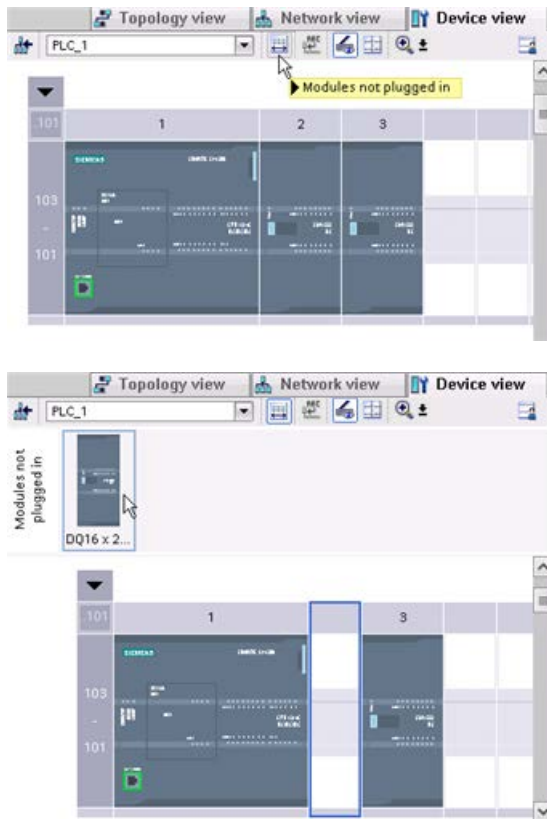 Topology view Network view Device view
PLC_1
Modules not plugged in
.101 1 2 3
SIEMENS
103
-
101
Topology view Network view Device view
PLC_1
Modules not
plugged in
DQ16 x 2...
.101 1 3
SIEMENS
103
-
101